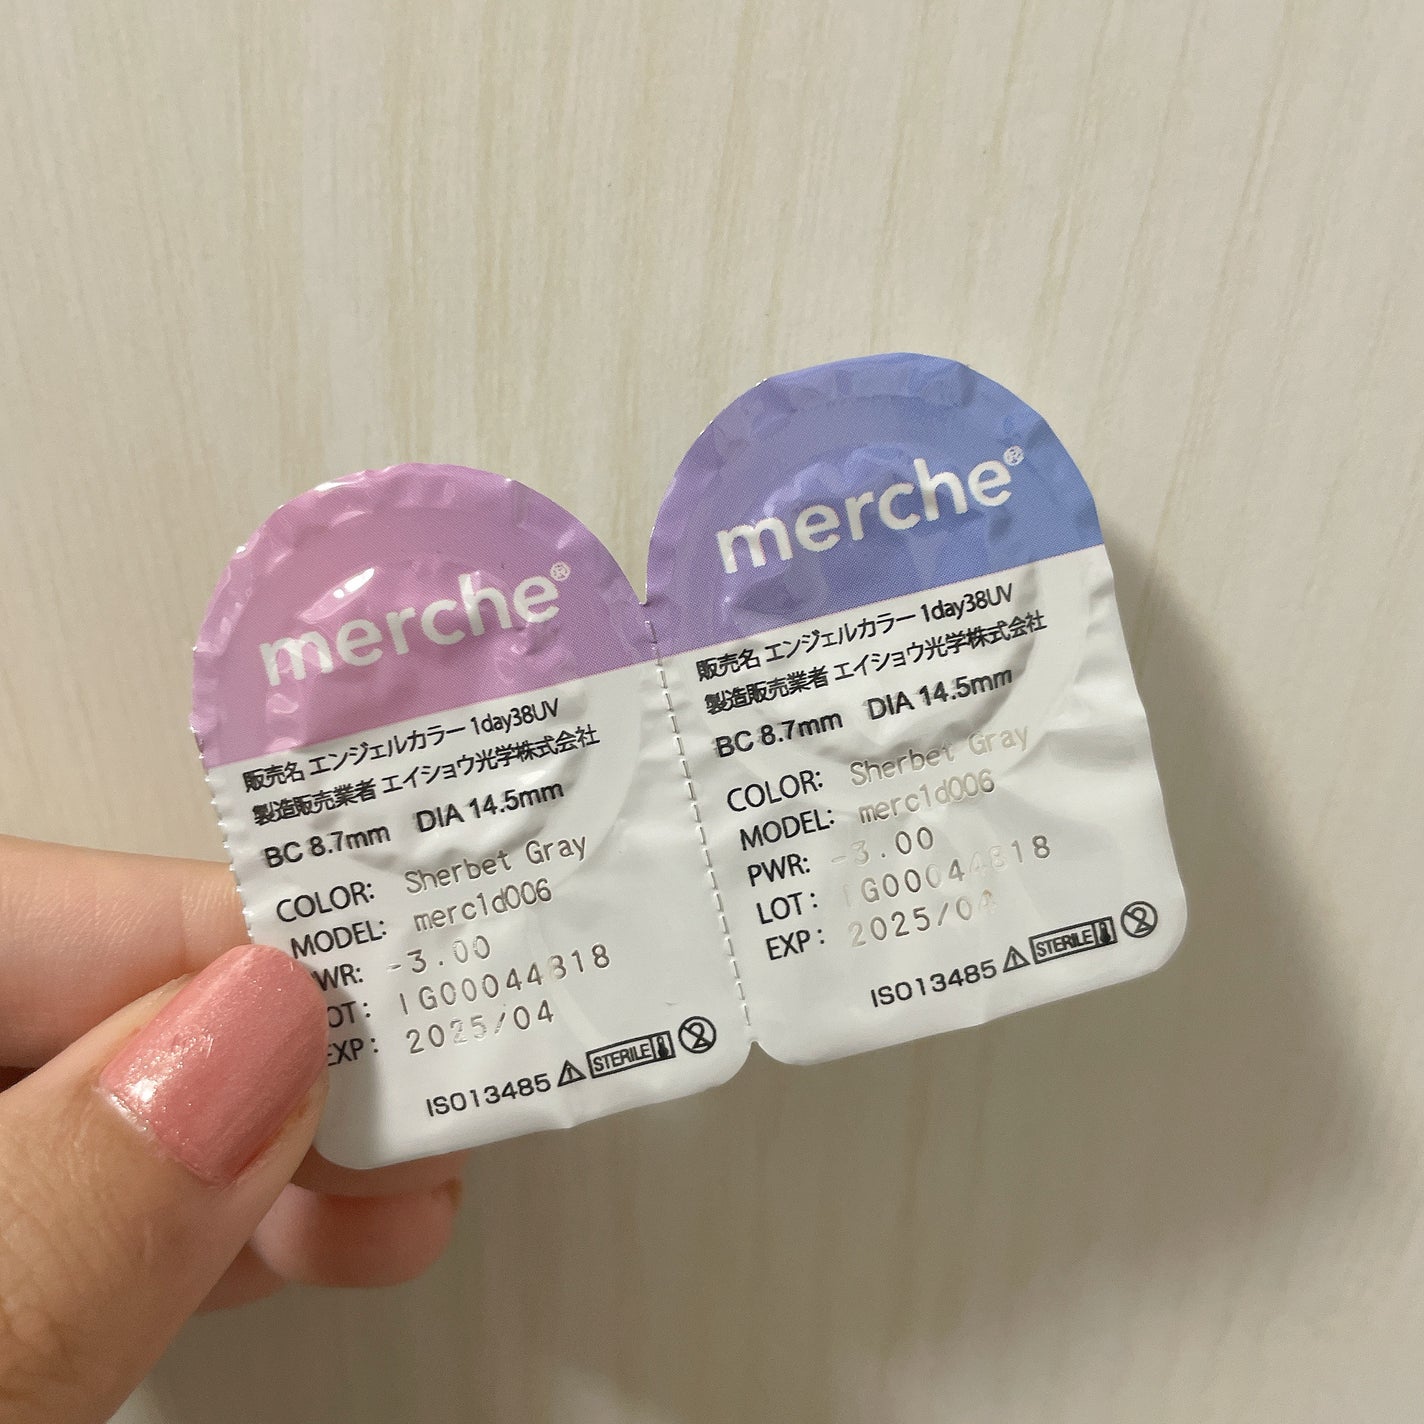 merche®
販売名 エンジェルカラー 1day38UV
製造販売業者 エイショウ光学株式会社
BC 8.7mm DIA 14.5mm
COLOR: Sherbet Gray
MODEL: merc1d006
WR: -3.00
OT: IG00044818
EXP: 2025/04
ISO13485 STERILE
merche®
販売名 エンジェルカラー 1day38UV
製造販売業者 エイショウ光学株式会社
BC 8.7mm DIA 14.5mm
COLOR: Sherbet Gray
MODEL: merc1d006
PWR: -3.00
LOT: IG00044818
EXP: 2025/04
ISO13485 STERILE